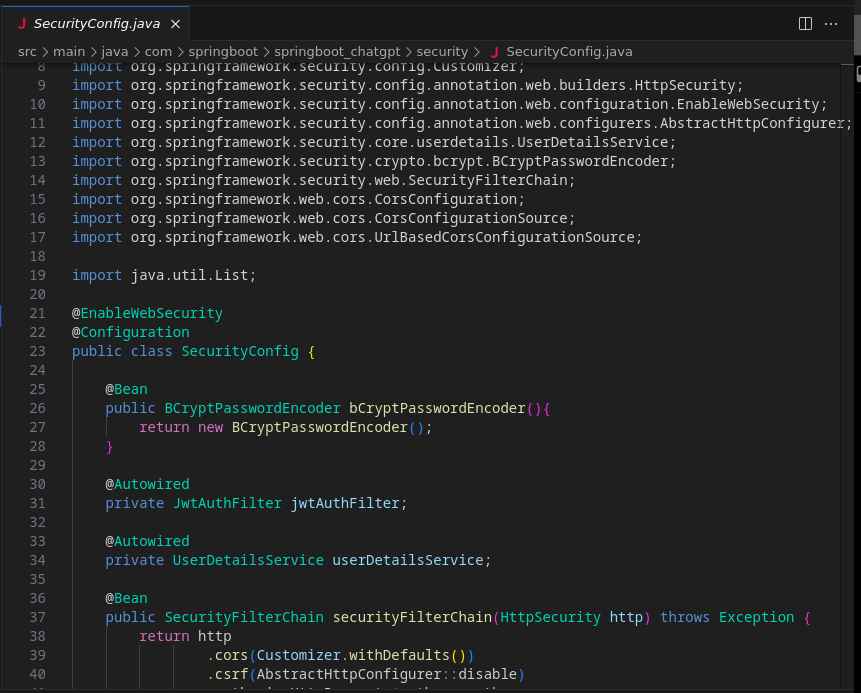 J SecurityConfig.java ×
src > main > java > com > springboot > springboot_chatgpt > security > J SecurityConfig.java
8 import org.springframework.security.config.Customizer;
9 import org.springframework.security.config.annotation.web.builders.HttpSecurity;
10 import org.springframework.security.config.annotation.web.configuration.EnableWebSecurity;
11 import org.springframework.security.config.annotation.web.configurers.AbstractHttpConfigurer;
12 import org.springframework.security.core.userdetails.UserDetailsService;
13 import org.springframework.security.crypto.bcrypt.BCryptPasswordEncoder;
14 import org.springframework.security.web.SecurityFilterChain;
15 import org.springframework.web.cors.CorsConfiguration;
16 import org.springframework.web.cors.CorsConfigurationSource;
17 import org.springframework.web.cors.UrlBasedCorsConfigurationSource;
18
19 import java.util.List;
20
21 @EnableWebSecurity
22 @Configuration
23 public class SecurityConfig {
24
25     @Bean
26     public BCryptPasswordEncoder bCryptPasswordEncoder(){
27         return new BCryptPasswordEncoder();
28     }
29
30     @Autowired
31     private JwtAuthFilter jwtAuthFilter;
32
33     @Autowired
34     private UserDetailsService userDetailsService;
35
36     @Bean
37     public SecurityFilterChain securityFilterChain(HttpSecurity http) throws Exception {
38         return http
39                 .cors(Customizer.withDefaults())
40                 .csrf(AbstractHttpConfigurer::disable)